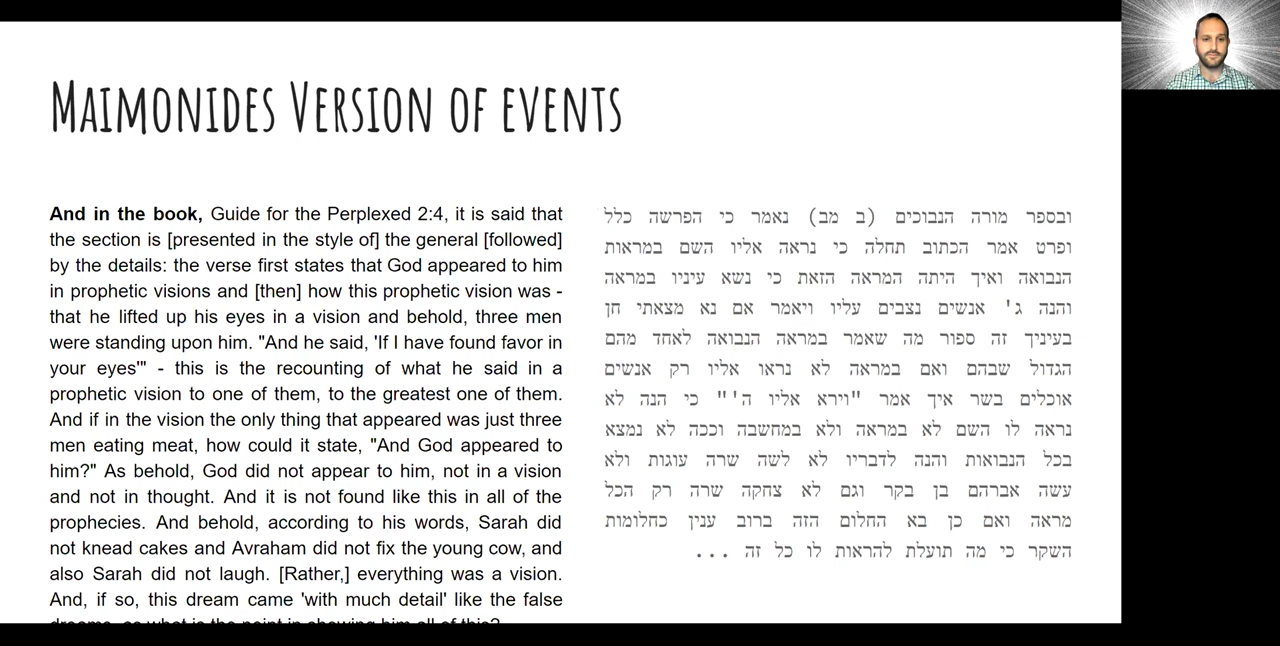 MAIMONIDES VERSION OF EVENTS
And in the book, Guide for the Perplexed 2:4, it is said that
the section is [presented in the style of] the general [followed]
by the details: the verse first states that God appeared to him
in prophetic visions and [then] how this prophetic vision was -
that he lifted up his eyes in a vision and behold, three men
were standing upon him. "And he said, 'If I have found favor in
your eyes'" - this is the recounting of what he said in a
prophetic vision to one of them, to the greatest one of them.
And if in the vision the only thing that appeared was just three
men eating meat, how could it state, "And God appeared to
him?" As behold, God did not appear to him, not in a vision
and not in thought. And it is not found like this in all of the
prophecies. And behold, according to his words, Sarah did
not knead cakes and Avraham did not fix the young cow, and
also Sarah did not laugh. [Rather,] everything was a vision.
And, if so, this dream came 'with much detail' like the false
dreams, as what is the point in showing him all of this?
ובספר מורה הנבוכים (ב מב) נאמר כי הפרשה כלל
ופרט אמר הכתוב תחלה כי נראה אליו השם במראות
הנבואה ואיך היתה המראה הזאת כי נשא עיניו במראה
והנה ג' אנשים נצבים עליו ויאמר אם נא מצאתי חן
בעיניך זה ספור מה שאמר במראה הנבואה לאחד מהם
הגדול שבהם ואם במראה לא נראו אליו רק אנשים
אוכלים בשר איך אמר "וירא אליו ה'" כי הנה לא
נראה לו השם לא במראה ולא במחשבה וככה לא נמצא
בכל הנבואות והנה לדבריו לא לשה שרה עוגות ולא
עשה אברהם בן בקר וגם לא צחקה שרה רק הכל
מראה ואם כן בא החלום הזה ברוב ענין כחלומות
השקר כי מה תועלת להראות לו כל זה ...